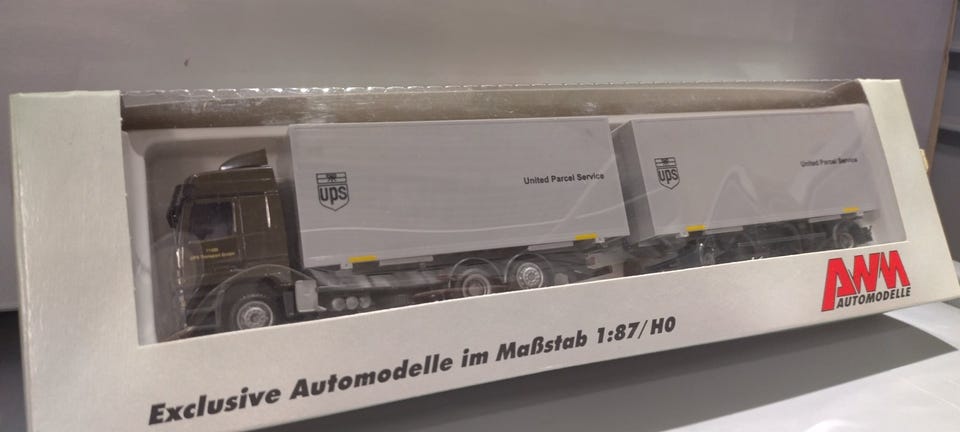 ups
United Parcel Service
ups
United Parcel Service
AWM
AUTOMODELLE
Exclusive Automodelle im Maßstab 1:87/H0